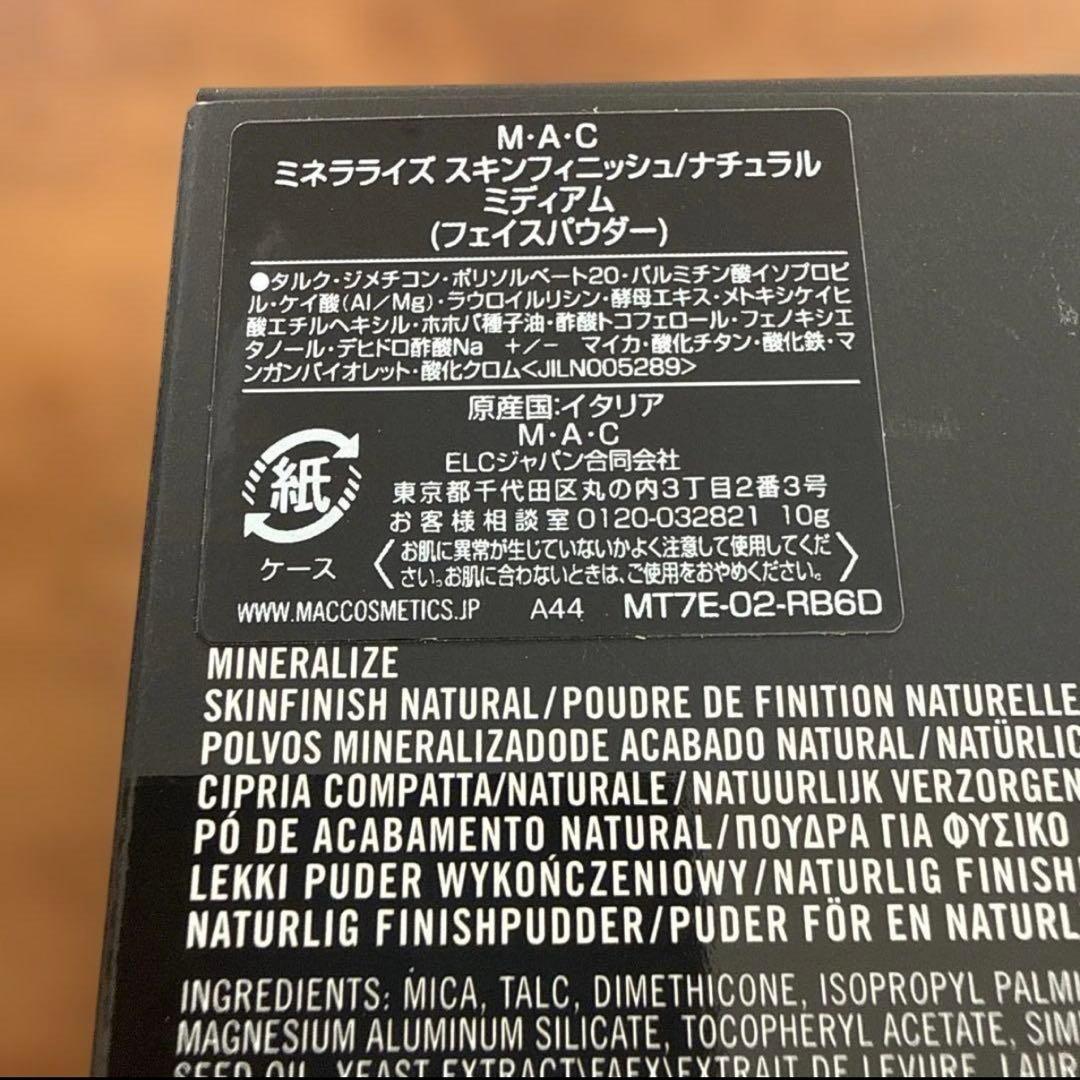 M·A·C
ミネラライズ スキンフィニッシュ/ナチュラル
ミディアム
(フェイスパウダー)
●タルク・ジメチコン・ポリソルベート20・パルミチン酸イソプロピ
ル・ケイ酸(Al/Mg)・ラウロイルリシン・酵母エキス・メトキシケイヒ
酸エチルヘキシル・ホホバ種子油・酢酸トコフェロール・フェノキシエ
タノール・デヒドロ酢酸Na +/− マイカ・酸化チタン・酸化鉄・マ
ンガンバイオレット・酸化クロム<JILN005289>
原産国:イタリア
M·A·C
ELCジャパン合同会社
東京都千代田区丸の内3丁目2番3号
お客様相談室0120-032821 10g
紙
ケース
〈お肌に異常が生じていないかよく注意して使用してくだ
さい。お肌に合わないときは、ご使用をおやめください。〉
WWW.MACCOSMETICS.JP A44 MT7E-02-RB6D
MINERALIZE
SKINFINISH NATURAL/POUDRE DE FINITION NATURELLE
POLVOS MINERALIZADODE ACABADO NATURAL/NATÜRLIC
CIPRIA COMPATTA/NATURALE/NATUURLIJK VERZORGEN
PÓ DE ACABAMENTO NATURAL/ΠΟΥΔΡΑ ΓΙΑ ΦΥΣΙΚΟ
LEKKI PUDER WYKOŃCZENIOWY/NATURLIG FINISH
NATURLIG FINISHPUDDER/PUDER FÖR EN NATURL
INGREDIENTS: MICA, TALC, DIMETHICONE, ISOPROPYL PALMI
MAGNESIUM ALUMINUM SILICATE, TOCOPHERYL ACETATE, SIM
SEED OIL, YEAST EXTRACT\FAEX\EXTRAIT DE LEVURE, LAUR